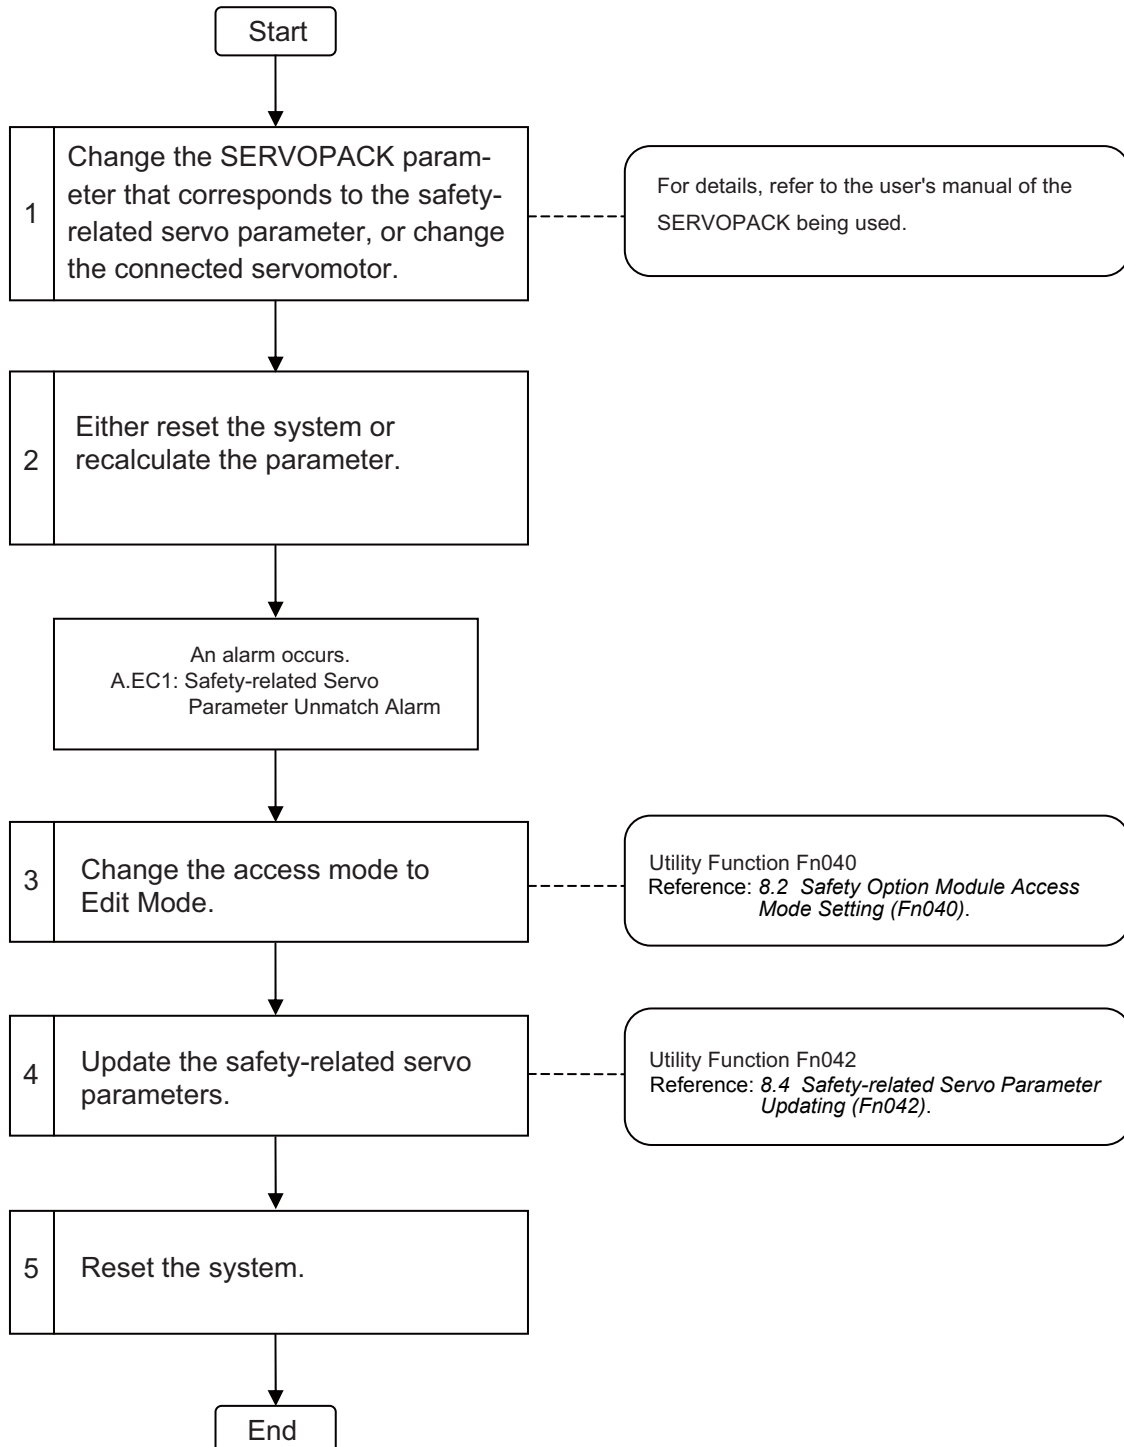 Start
1
Change the SERVOPACK param-
eter that corresponds to the safety-
related servo parameter, or change
the connected servomotor.
For details, refer to the user's manual of the
SERVOPACK being used.
2
Either reset the system or
recalculate the parameter.
An alarm occurs.
A.EC1: Safety-related Servo
Parameter Unmatch Alarm
3
Change the access mode to
Edit Mode.
Utility Function Fn040
Reference: 8.2 Safety Option Module Access
Mode Setting (Fn040).
4
Update the safety-related servo
parameters.
Utility Function Fn042
Reference: 8.4 Safety-related Servo Parameter
Updating (Fn042).
5
Reset the system.
End